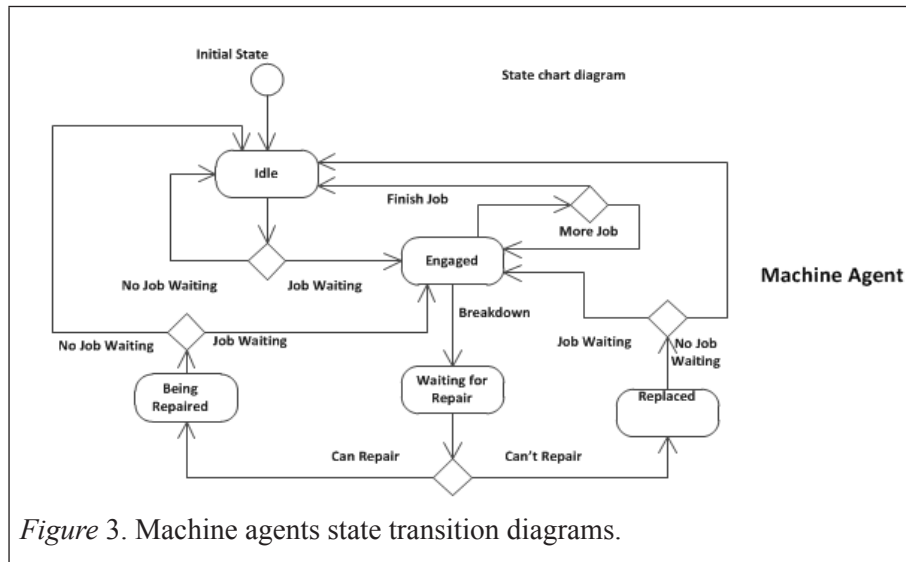 Initial State
State chart diagram
Idle
Finish Job
More Job
Engaged
No Job Waiting
Job Waiting
Machine Agent
Breakdown
No Job Waiting
Job Waiting
Job Waiting
No Job
Waiting
Being
Repaired
Waiting for
Repair
Replaced
Can Repair
Can't Repair
Figure 3. Machine agents state transition diagrams.